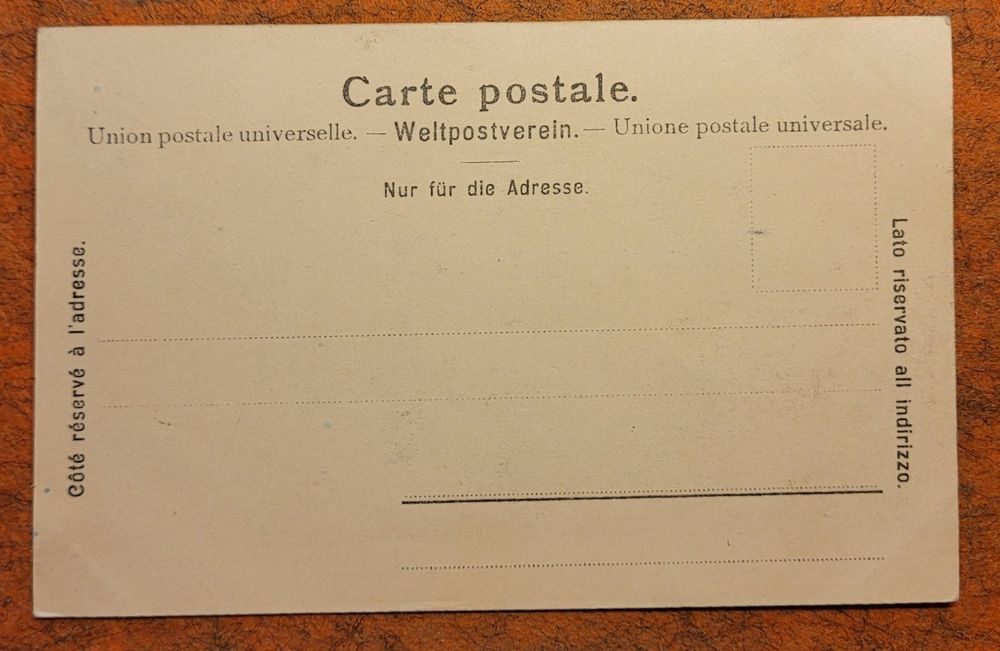 Carte postale.
Union postale universelle. — Weltpostverein. — Unione postale universale.
Nur für die Adresse.
Côté réservé à l'adresse.
Lato riservato all indirizzo.